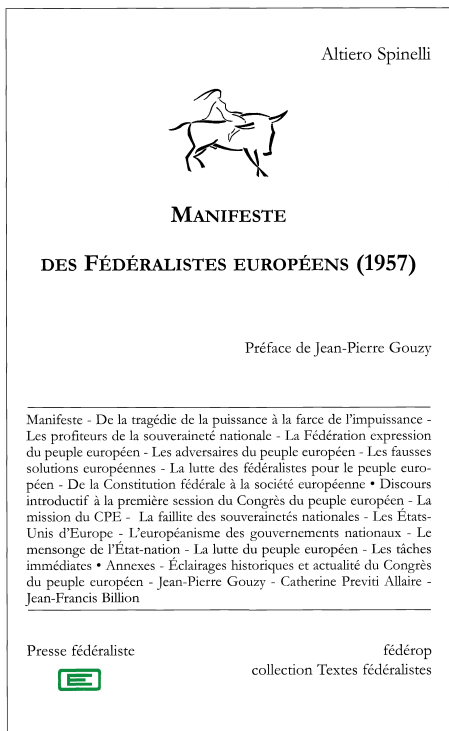 Altiero Spinelli
MANIFESTE
DES FÉDÉRALISTES EUROPÉENS (1957)
Préface de Jean-Pierre Gouzy
Manifeste - De la tragédie de la puissance à la farce de l'impuissance -
Les profiteurs de la souveraineté nationale - La Fédération expression
du peuple européen - Les adversaires du peuple européen - Les fausses
solutions européennes - La lutte des fédéralistes pour le peuple euro-
péen - De la Constitution fédérale à la société européenne • Discours
introductif à la première session du Congrès du peuple européen - La
mission du CPE - La faillite des souverainetés nationales - Les États-
Unis d'Europe - L'européanisme des gouvernements nationaux - Le
mensonge de l'État-nation - La lutte du peuple européen - Les tâches
immédiates • Annexes - Éclairages historiques et actualité du Congrès
du peuple européen - Jean-Pierre Gouzy - Catherine Previti Allaire -
Jean-Francis Billion
Presse fédéraliste
fédérop
collection Textes fédéralistes